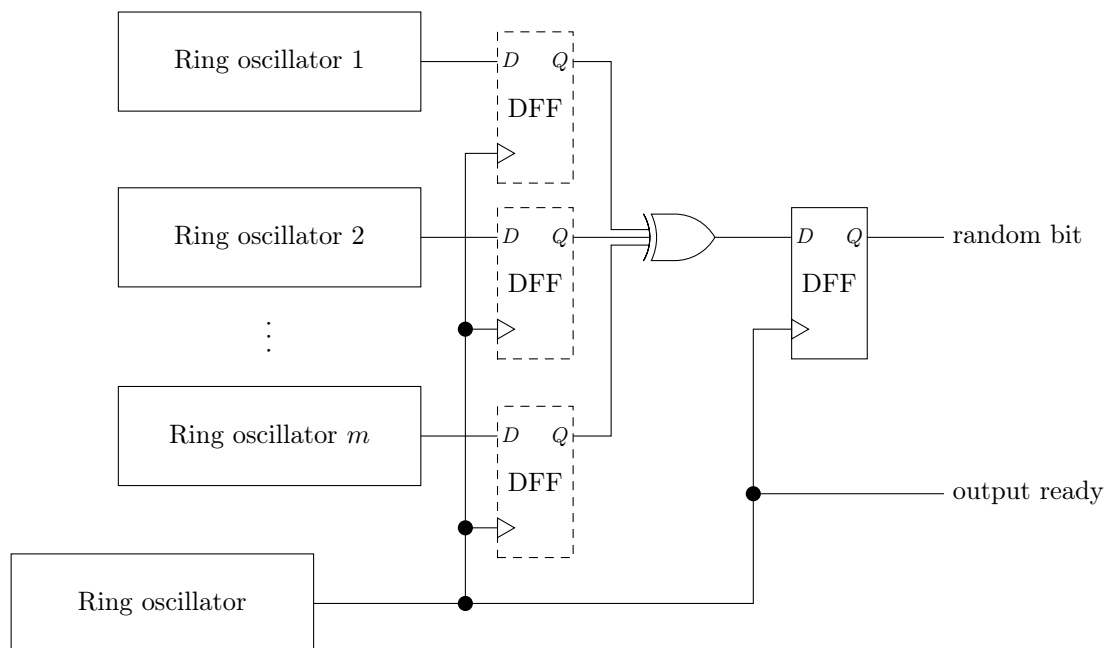 Ring oscillator 1
D Q
DFF
Ring oscillator 2
D Q
DFF
D Q
DFF
random bit
⋮
Ring oscillator m
D Q
DFF
output ready
Ring oscillator